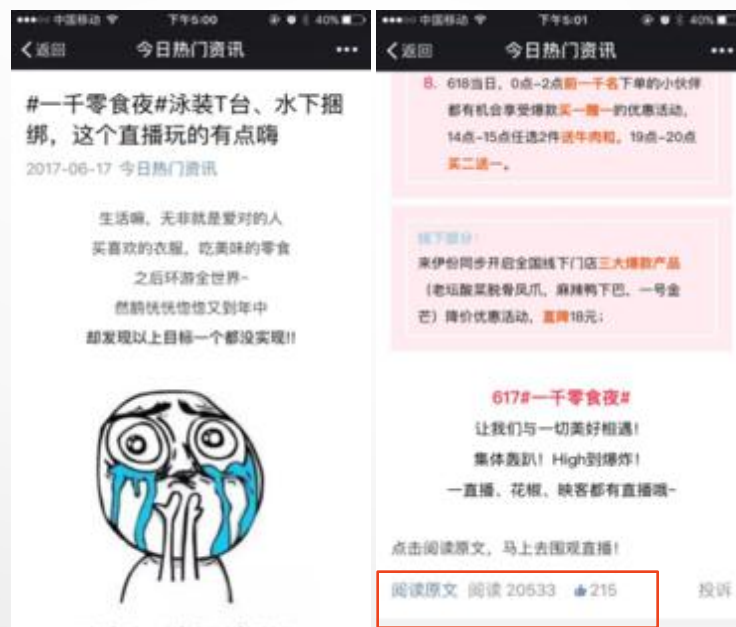 中国移动 下午5:00 40%
返回 今日热门资讯
#一千零食夜#泳装T台、水下捆
绑，这个直播玩的有点嗨
2017-06-17 今日热门资讯
生活嘛，无非就是爱对的人
买喜欢的衣服，吃美味的零食
之后环游全世界~
然鹅恍恍惚惚又到年中
却发现以上目标一个都没实现!!
中国移动 下午5:01 40%
返回 今日热门资讯
8. 618当日，0点-2点前一千名下单的小伙伴
都有机会享受爆款买一赠一的优惠活动，
14点-15点任选2件送牛肉粒，19点-20点
买二送一。
线下部分：
来伊份同步开启全国线下门店三大爆款产品
（老坛酸菜脱骨凤爪、麻辣鸭下巴、一号金
芒）降价优惠活动，直降18元；
617#一千零食夜#
让我们与一切美好相遇！
集体轰趴！High到爆炸！
一直播、花椒、映客都有直播哦~
点击阅读原文，马上去围观直播！
阅读原文 阅读 20533 215 投诉